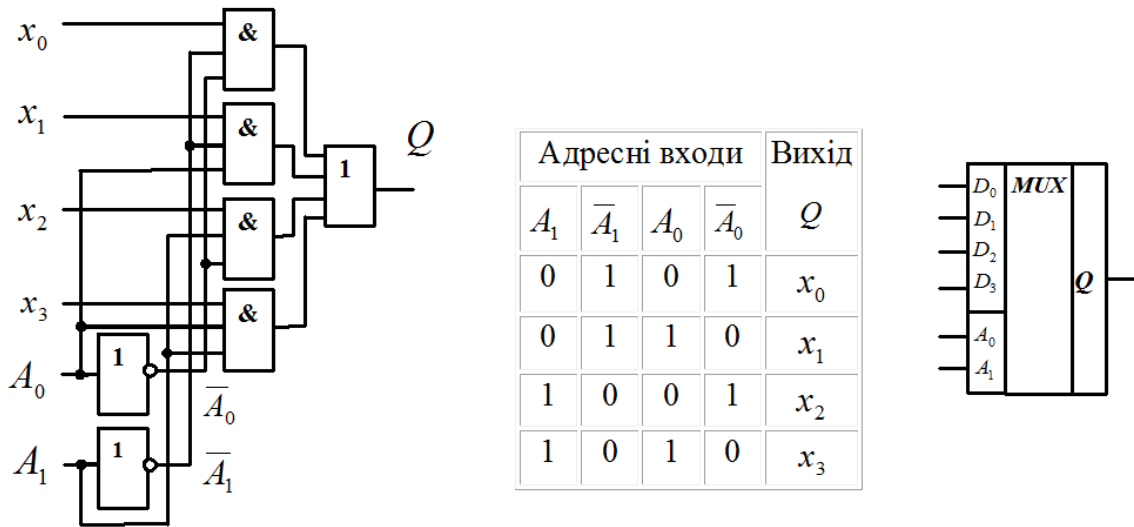 x₀
&
x₁
&
Q
1
x₂
&
x₃
&
A₀
1
A̅₀
A₁
1
A̅₁
Адресні входи Вихід
A₁ A̅₁ A₀ A̅₀ Q
0 1 0 1 x₀
0 1 1 0 x₁
1 0 0 1 x₂
1 0 1 0 x₃
D₀ MUX
D₁
D₂
D₃ Q
A₀
A₁